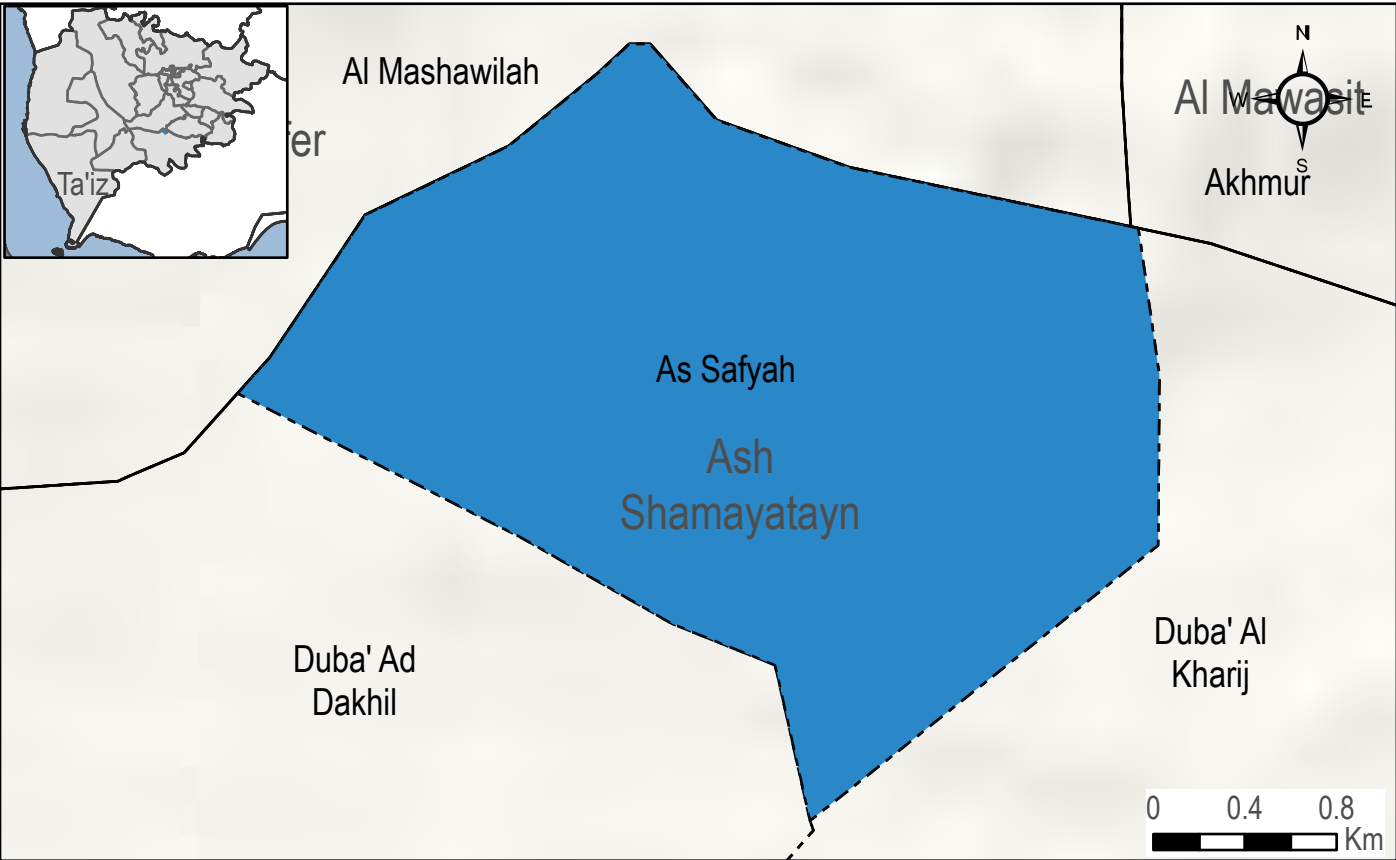 N
Al Mashawilah
Al Mawasit
W
E
fer
S
Akhmur
Ta'iz
As Safyah
Ash
Shamayatayn
Duba' Ad
Dakhil
Duba' Al
Kharij
0 0.4 0.8
Km